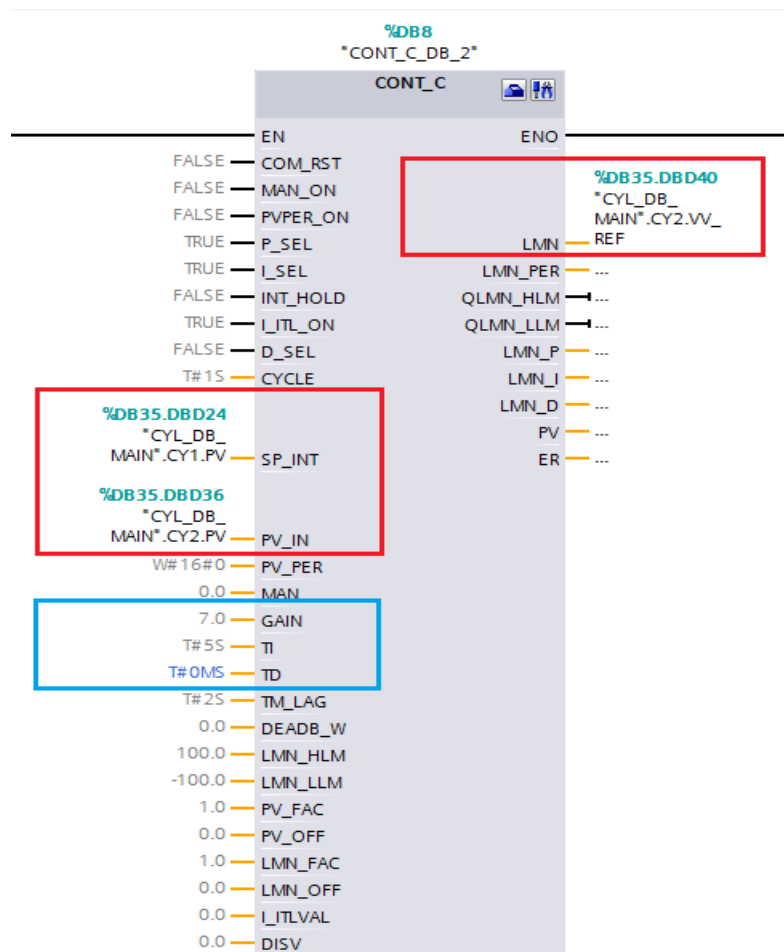 %DB8
"CONT_C_DB_2"
CONT_C
EN
ENO
FALSE COM_RST
FALSE MAN_ON
FALSE PVPER_ON
TRUE P_SEL
%DB35.DBD40
"CYL_DB_
MAIN".CY2.VV_
REF
LMN
TRUE I_SEL
LMN_PER ...
FALSE INT_HOLD
QLMN_HLM ...
TRUE I_ITL_ON
QLMN_LLM ...
FALSE D_SEL
LMN_P ...
T#1S CYCLE
LMN_I ...
LMN_D ...
PV ...
ER ...
%DB35.DBD24
"CYL_DB_
MAIN".CY1.PV SP_INT
%DB35.DBD36
"CYL_DB_
MAIN".CY2.PV PV_IN
W#16#0 PV_PER
0.0 MAN
7.0 GAIN
T#5S TI
T#0MS TD
T#2S TM_LAG
0.0 DEADB_W
100.0 LMN_HLM
-100.0 LMN_LLM
1.0 PV_FAC
0.0 PV_OFF
1.0 LMN_FAC
0.0 LMN_OFF
0.0 I_ITLVAL
0.0 DISV